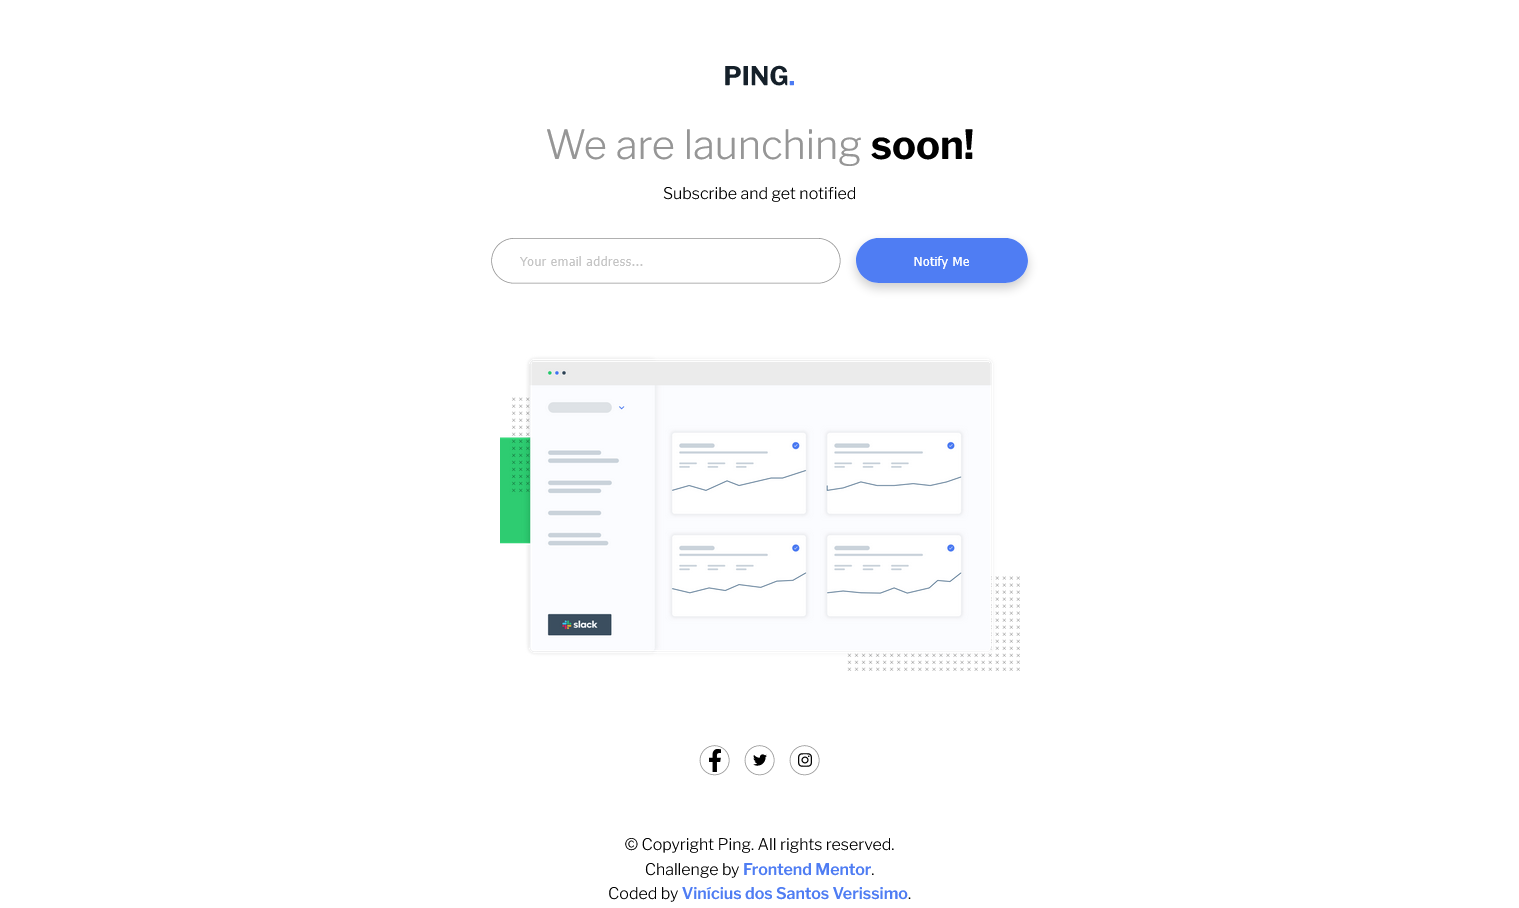 PING.
We are launching soon!
Subscribe and get notified
Your email address...
Notify Me
slack
© Copyright Ping. All rights reserved.
Challenge by Frontend Mentor.
Coded by Vinícius dos Santos Verissimo.